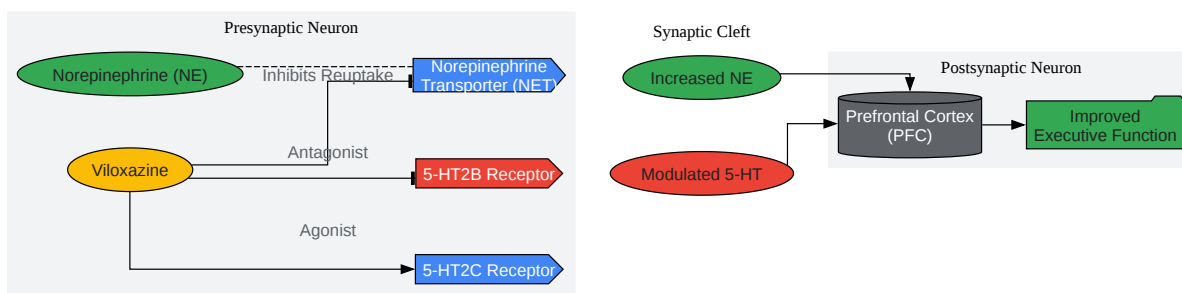 Presynaptic Neuron
Norepinephrine (NE)
Inhibits Reuptake
Norepinephrine
Transporter (NET)
Antagonist
Viloxazine
5-HT2B Receptor
Agonist
5-HT2C Receptor
Synaptic Cleft
Increased NE
Postsynaptic Neuron
Prefrontal Cortex
(PFC)
Improved
Executive Function
Modulated 5-HT